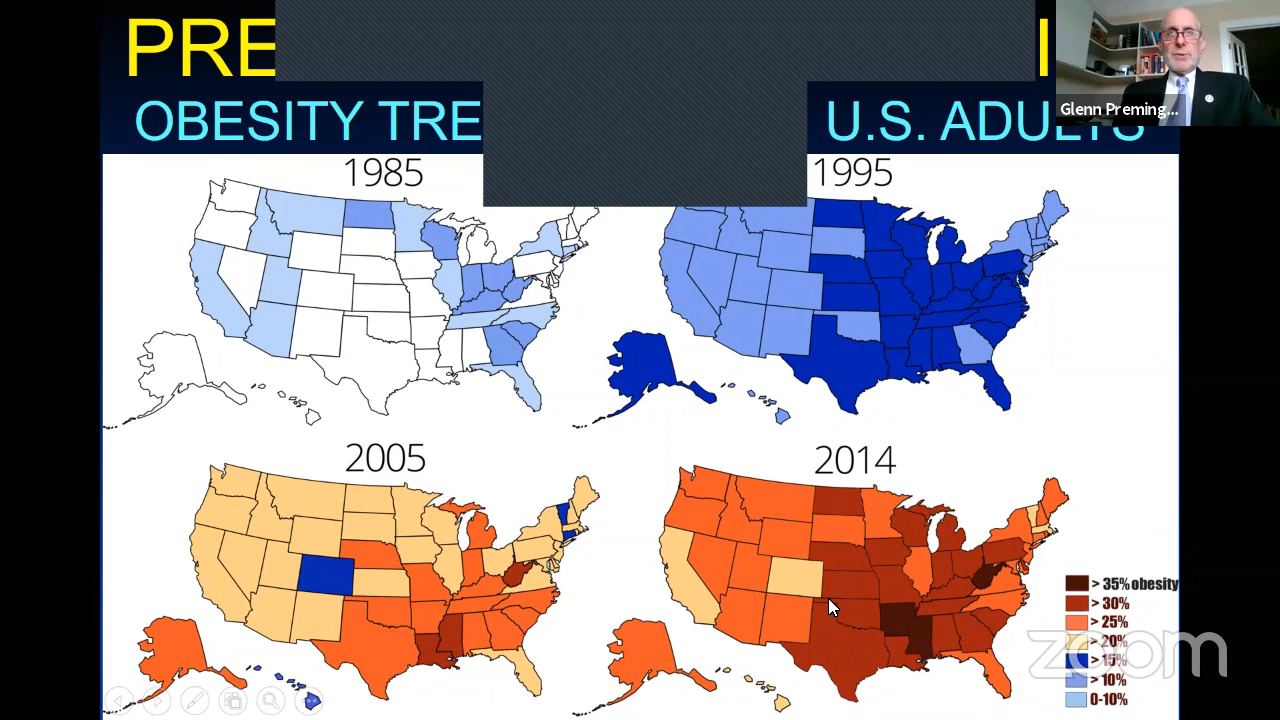 PRE
Glenn Preming...
OBESITY TRE U.S. ADULTS
1985 1995
2005 2014
> 35% obesity
> 30%
> 25%
> 20%
> 15%
> 10%
0-10%
zoom